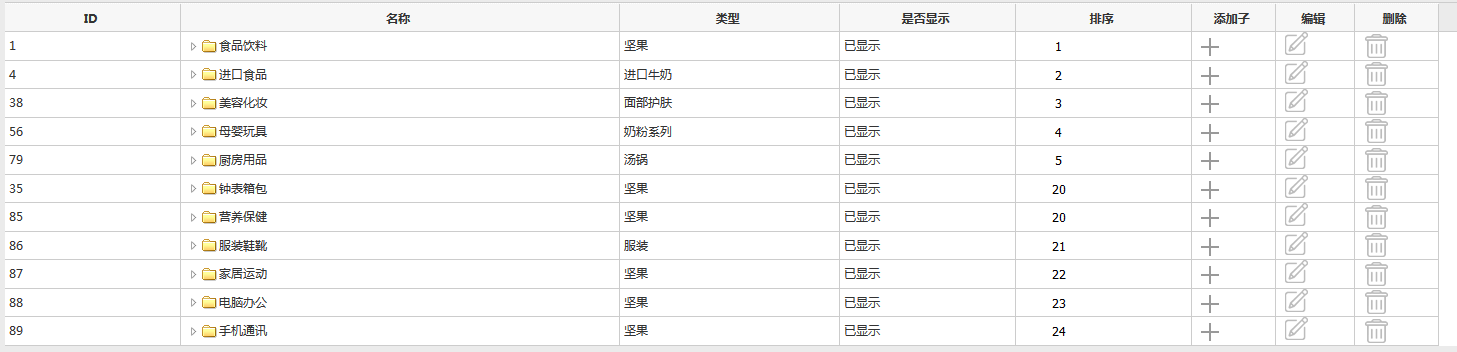 ID 名称 类型 是否显示 排序 添加子 编辑 删除
1 食品饮料 坚果 已显示 1
4 进口食品 进口牛奶 已显示 2
38 美容化妆 面部护肤 已显示 3
56 母婴玩具 奶粉系列 已显示 4
79 厨房用品 汤锅 已显示 5
35 钟表箱包 坚果 已显示 20
85 营养保健 坚果 已显示 20
86 服装鞋靴 服装 已显示 21
87 家居运动 坚果 已显示 22
88 电脑办公 坚果 已显示 23
89 手机通讯 坚果 已显示 24